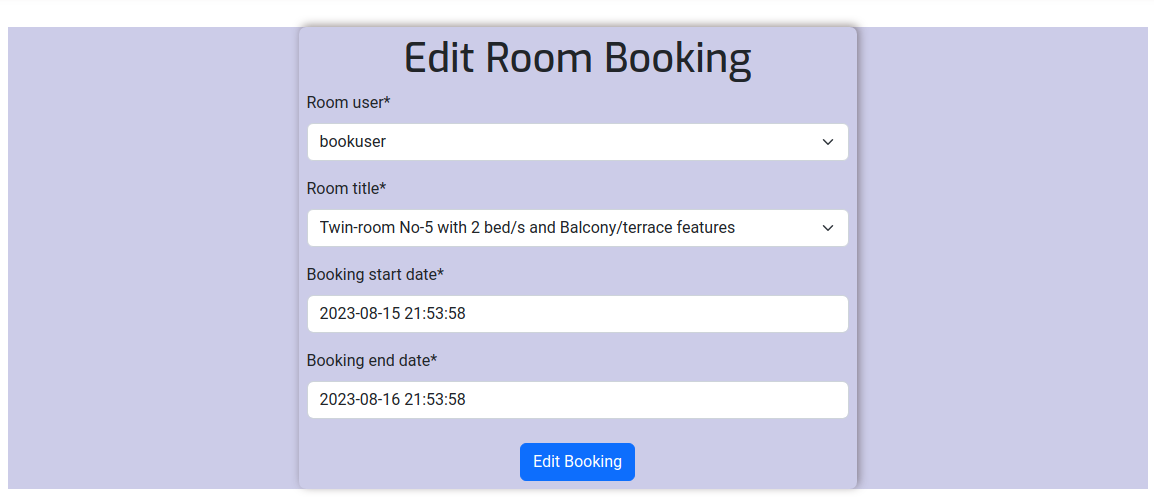 Edit Room Booking
Room user*
bookuser
Room title*
Twin-room No-5 with 2 bed/s and Balcony/terrace features
Booking start date*
2023-08-15 21:53:58
Booking end date*
2023-08-16 21:53:58
Edit Booking